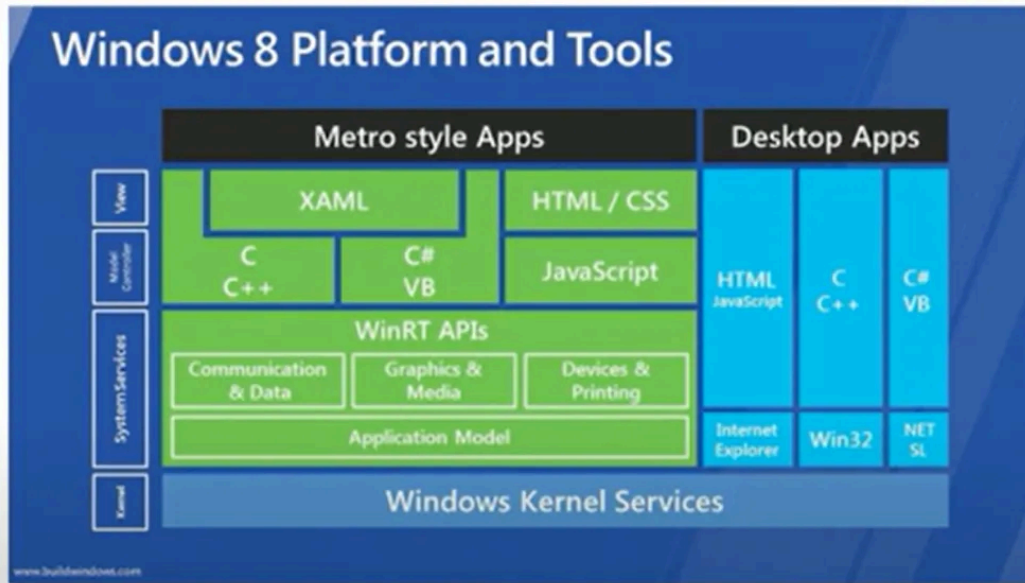 Windows 8 Platform and Tools
Metro style Apps
Desktop Apps
View
XAML
HTML / CSS
Model
Controller
C
C++
C#
VB
JavaScript
HTML
JavaScript
C
C++
C#
VB
System Services
WinRT APIs
Communication
& Data
Graphics &
Media
Devices &
Printing
Application Model
Internet
Explorer
Win32
NET
SL
Kernel
Windows Kernel Services
www.buildwindows.com